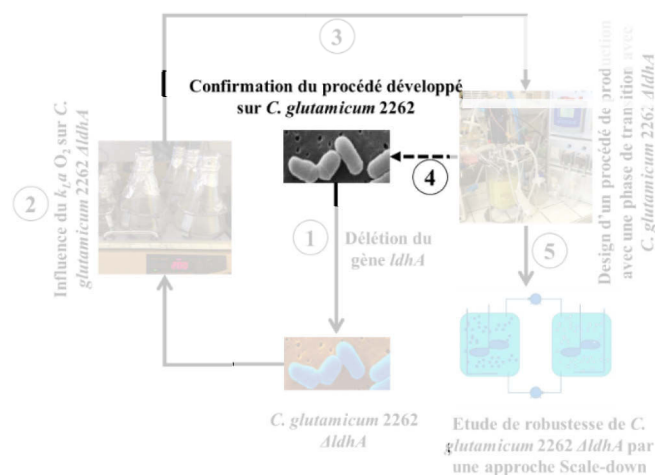 3
Confirmation du procédé développé
sur C. glutamicum 2262
Design d'un procédé de production
avec une phase de transition avec
C. glutamicum 2262 ΔldhA
4
2
Influence du kLa O2 sur C.
glutamicum 2262 ΔldhA
1
Délétion du
gène ldhA
5
C. glutamicum 2262
ΔldhA
Etude de robustesse de C.
glutamicum 2262 ΔldhA par
une approche Scale-down